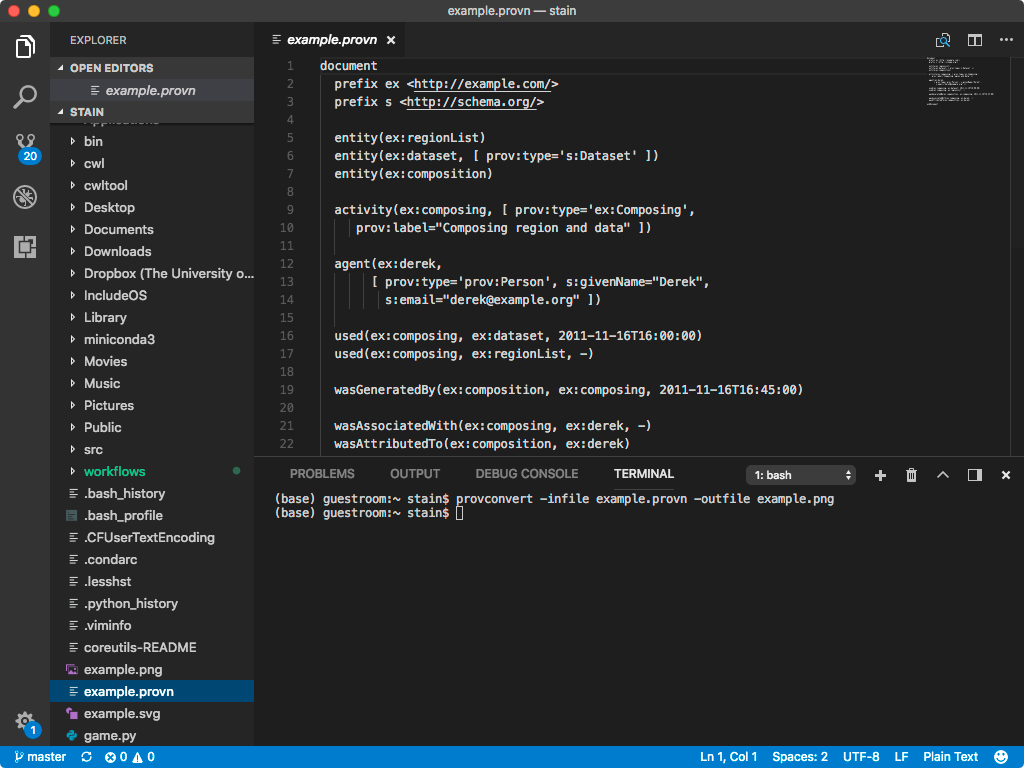 example.provn — stain
EXPLORER
OPEN EDITORS
example.provn
STAIN
Applications
bin
cwl
cwltool
Desktop
Documents
Downloads
Dropbox (The University o...
IncludeOS
Library
miniconda3
Movies
Music
Pictures
Public
src
workflows
.bash_history
.bash_profile
.CFUserTextEncoding
.condarc
.lesshst
.python_history
.viminfo
coreutils-README
example.png
example.provn
example.svg
game.py
20
1
example.provn
1 document
2 prefix ex <http://example.com/>
3 prefix s <http://schema.org/>
4
5 entity(ex:regionList)
6 entity(ex:dataset, [ prov:type='s:Dataset' ])
7 entity(ex:composition)
8
9 activity(ex:composing, [ prov:type='ex:Composing',
10 prov:label="Composing region and data" ])
11
12 agent(ex:derek,
13 [ prov:type='prov:Person', s:givenName="Derek",
14 s:email="derek@example.org" ])
15
16 used(ex:composing, ex:dataset, 2011-11-16T16:00:00)
17 used(ex:composing, ex:regionList, -)
18
19 wasGeneratedBy(ex:composition, ex:composing, 2011-11-16T16:45:00)
20
21 wasAssociatedWith(ex:composing, ex:derek, -)
22 wasAttributedTo(ex:composition, ex:derek)
PROBLEMS OUTPUT DEBUG CONSOLE TERMINAL 1: bash
(base) guestroom:~ stain$ provconvert -infile example.provn -outfile example.png
(base) guestroom:~ stain$
master 0 0 Ln 1, Col 1 Spaces: 2 UTF-8 LF Plain Text